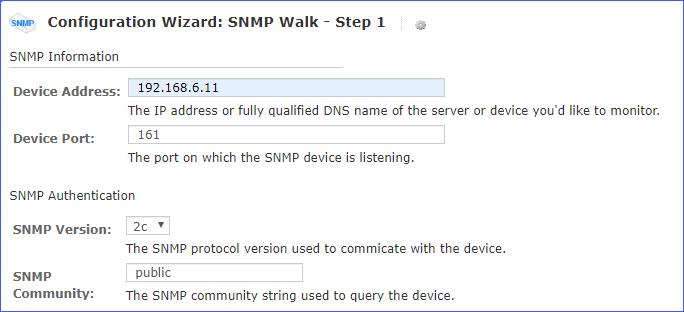 SNMP
Configuration Wizard: SNMP Walk - Step 1
SNMP Information
Device Address: 192.168.6.11
The IP address or fully qualified DNS name of the server or device you'd like to monitor.
Device Port: 161
The port on which the SNMP device is listening.
SNMP Authentication
SNMP Version: 2c
The SNMP protocol version used to commicate with the device.
SNMP Community: public
The SNMP community string used to query the device.